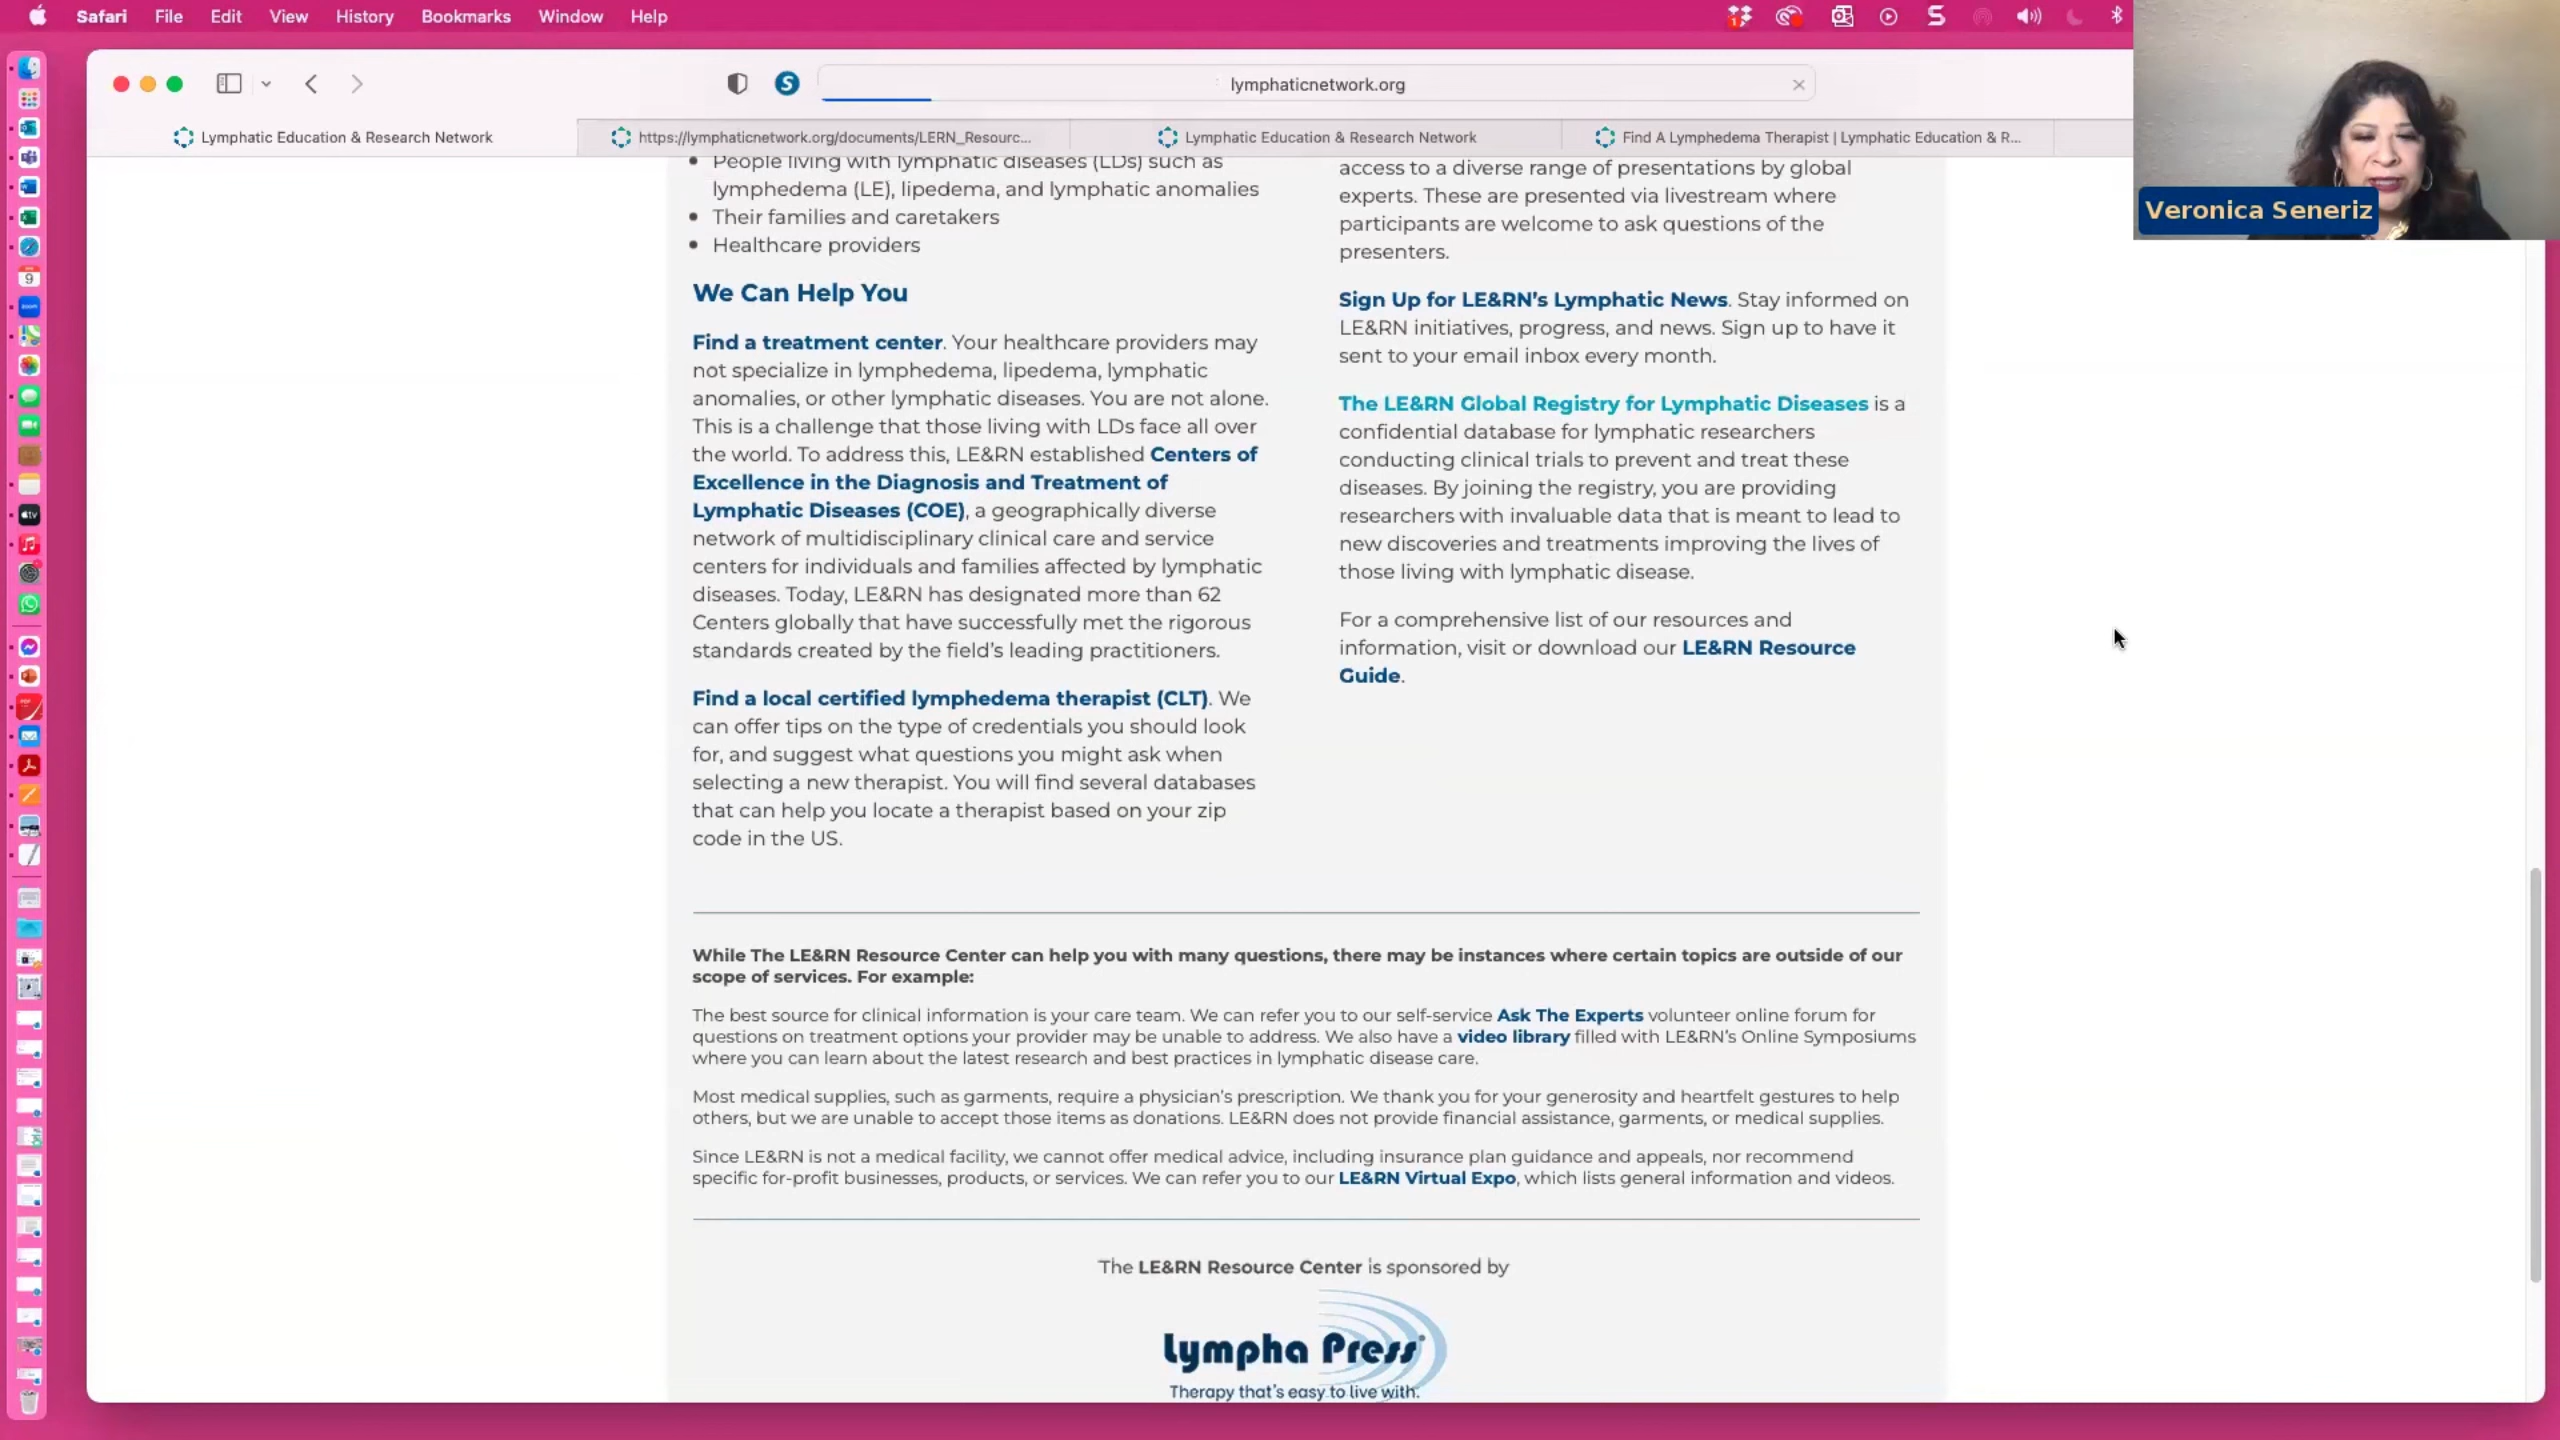 Safari File Edit View History Bookmarks Window Help
lymphaticnetwork.org
Lymphatic Education & Research Network
https://lymphaticnetwork.org/documents/LERN_Resourc...
Lymphatic Education & Research Network
Find A Lymphedema Therapist | Lymphatic Education & R...
Veronica Seneriz
People living with lymphatic diseases (LDs) such as
lymphedema (LE), lipedema, and lymphatic anomalies
Their families and caretakers
Healthcare providers
We Can Help You
Find a treatment center. Your healthcare providers may
not specialize in lymphedema, lipedema, lymphatic
anomalies, or other lymphatic diseases. You are not alone.
This is a challenge that those living with LDs face all over
the world. To address this, LE&RN established Centers of
Excellence in the Diagnosis and Treatment of
Lymphatic Diseases (COE), a geographically diverse
network of multidisciplinary clinical care and service
centers for individuals and families affected by lymphatic
diseases. Today, LE&RN has designated more than 62
Centers globally that have successfully met the rigorous
standards created by the field's leading practitioners.
Find a local certified lymphedema therapist (CLT). We
can offer tips on the type of credentials you should look
for, and suggest what questions you might ask when
selecting a new therapist. You will find several databases
that can help you locate a therapist based on your zip
code in the US.
access to a diverse range of presentations by global
experts. These are presented via livestream where
participants are welcome to ask questions of the
presenters.
Sign Up for LE&RN's Lymphatic News. Stay informed on
LE&RN initiatives, progress, and news. Sign up to have it
sent to your email inbox every month.
The LE&RN Global Registry for Lymphatic Diseases is a
confidential database for lymphatic researchers
conducting clinical trials to prevent and treat these
diseases. By joining the registry, you are providing
researchers with invaluable data that is meant to lead to
new discoveries and treatments improving the lives of
those living with lymphatic disease.
For a comprehensive list of our resources and
information, visit or download our LE&RN Resource
Guide.
While The LE&RN Resource Center can help you with many questions, there may be instances where certain topics are outside of our
scope of services. For example:
The best source for clinical information is your care team. We can refer you to our self-service Ask The Experts volunteer online forum for
questions on treatment options your provider may be unable to address. We also have a video library filled with LE&RN's Online Symposiums
where you can learn about the latest research and best practices in lymphatic disease care.
Most medical supplies, such as garments, require a physician's prescription. We thank you for your generosity and heartfelt gestures to help
others, but we are unable to accept those items as donations. LE&RN does not provide financial assistance, garments, or medical supplies.
Since LE&RN is not a medical facility, we cannot offer medical advice, including insurance plan guidance and appeals, nor recommend
specific for-profit businesses, products, or services. We can refer you to our LE&RN Virtual Expo, which lists general information and videos.
The LE&RN Resource Center is sponsored by
Lympha Press
Therapy that's easy to live with.